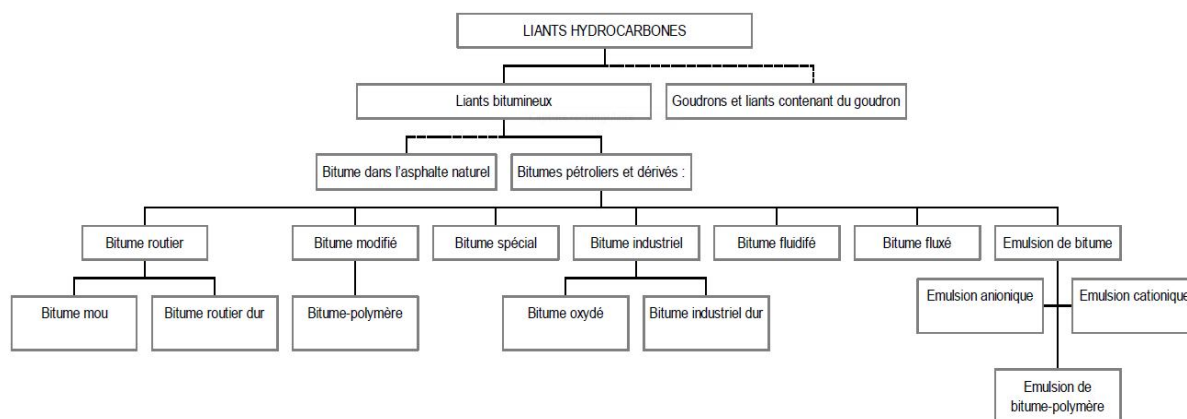 LIANTS HYDROCARBONES
Liants bitumineux
Goudrons et liants contenant du goudron
Bitume dans l'asphalte naturel
Bitumes pétroliers et dérivés :
Bitume routier
Bitume modifié
Bitume spécial
Bitume industriel
Bitume fluidifé
Bitume fluxé
Emulsion de bitume
Bitume mou
Bitume routier dur
Bitume-polymère
Bitume oxydé
Bitume industriel dur
Emulsion anionique
Emulsion cationique
Emulsion de
bitume-polymère